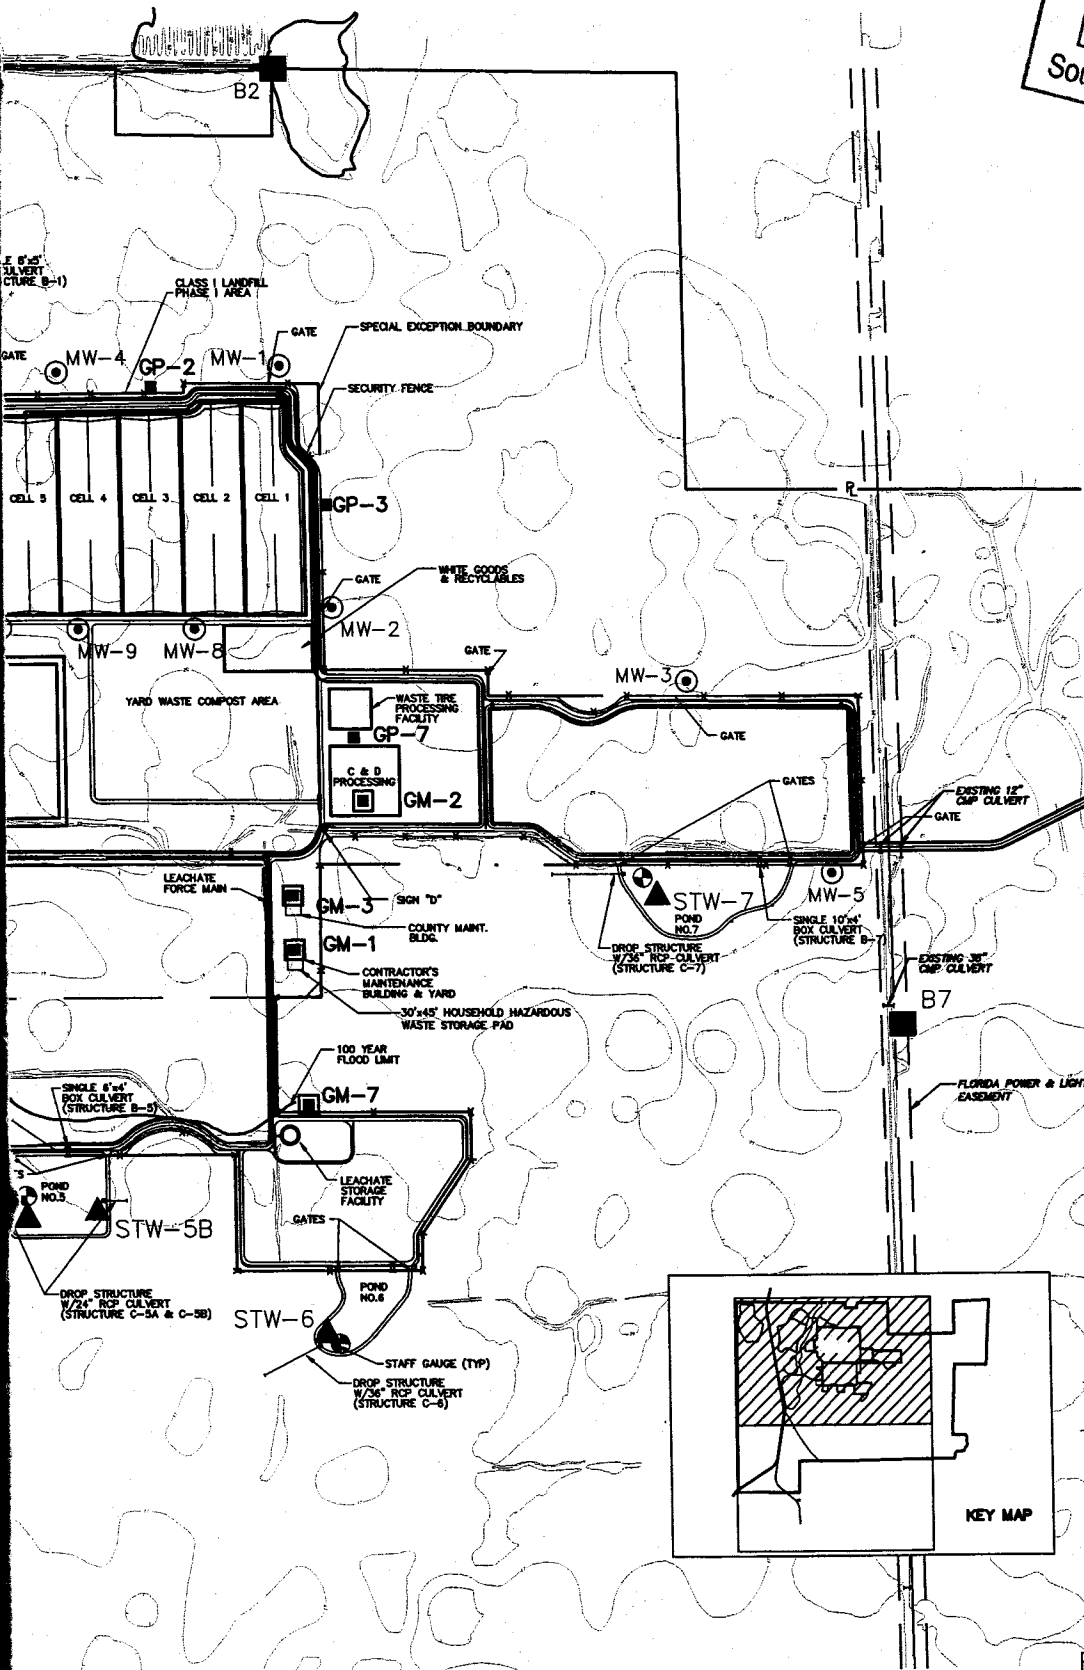 Sou
B2
E 8'x5'
CULVERT
CTURE B-1)
CLASS I LANDFILL
PHASE I AREA
GATE
SPECIAL EXCEPTION BOUNDARY
GATE
MW-4
GP-2
MW-1
SECURITY FENCE
CELL 5
CELL 4
CELL 3
CELL 2
CELL 1
GP-3
WHITE GOODS
& RECYCLABLES
GATE
MW-2
MW-9
MW-8
GATE
MW-3
YARD WASTE COMPOST AREA
WASTE TIRE
PROCESSING
FACILITY
GP-7
GATE
C & D
PROCESSING
GM-2
GATES
EXISTING 12"
CMP CULVERT
GATE
LEACHATE
FORCE MAIN
GM-3
SIGN "D"
STW-7
MW-5
COUNTY MAINT.
BLDG.
POND
NO.7
SINGLE 10'x4'
BOX CULVERT
(STRUCTURE B-7)
GM-1
DROP STRUCTURE
W/36" RCP CULVERT
(STRUCTURE C-7)
EXISTING 36"
CMP CULVERT
CONTRACTOR'S
MAINTENANCE
BUILDING & YARD
B7
30'x45' HOUSEHOLD HAZARDOUS
WASTE STORAGE PAD
100 YEAR
FLOOD LIMIT
SINGLE 6'x4'
BOX CULVERT
(STRUCTURE B-5)
GM-7
FLORIDA POWER & LIGHT
EASEMENT
POND
NO.5
LEACHATE
STORAGE
FACILITY
STW-5B
GATES
DROP STRUCTURE
W/24" RCP CULVERT
(STRUCTURE C-5A & C-5B)
POND
NO.6
STW-6
STAFF GAUGE (TYP)
DROP STRUCTURE
W/36" RCP CULVERT
(STRUCTURE C-6)
KEY MAP